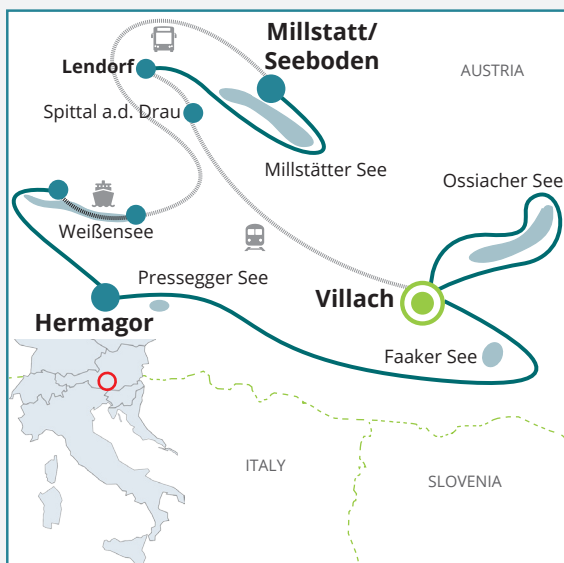 Millstatt/
Seeboden
AUSTRIA
Lendorf
Spittal a.d. Drau
Millstätter See
Ossiacher See
Weißensee
Pressegger See
Villach
Hermagor
Faaker See
ITALY
SLOVENIA